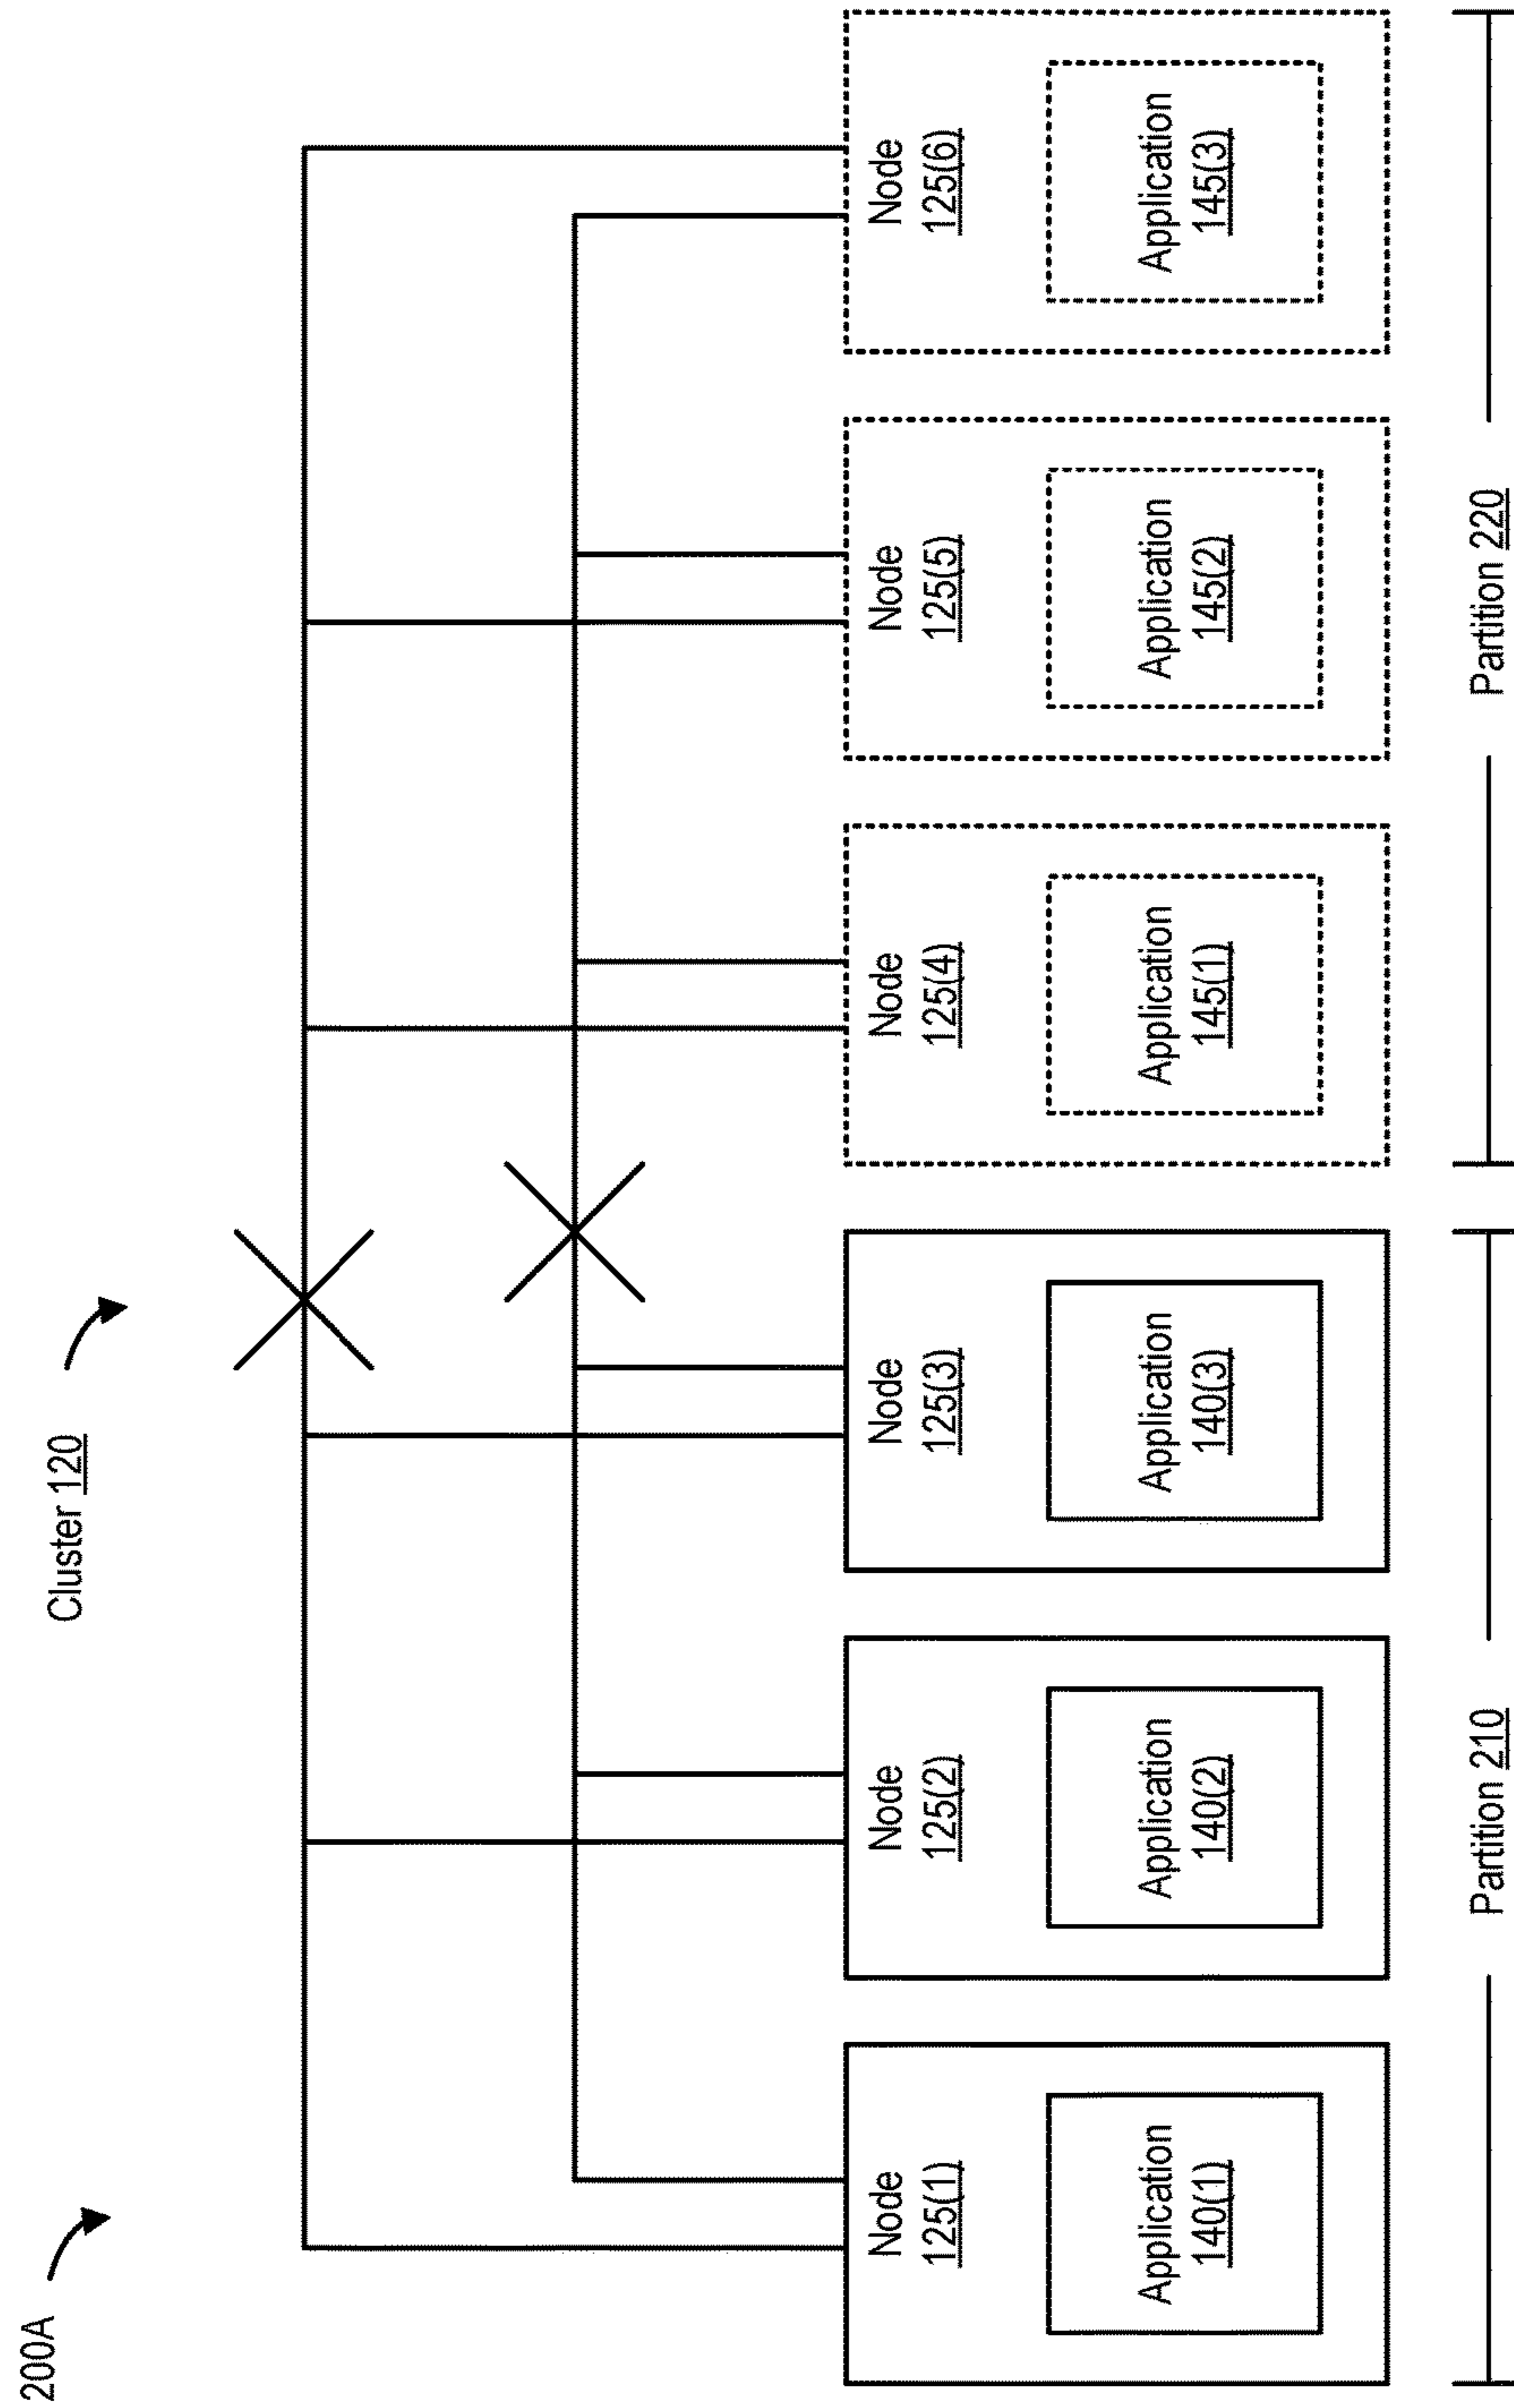 200A
Cluster 120
Node
125(1)
Application
140(1)
Node
125(2)
Application
140(2)
Node
125(3)
Application
140(3)
Node
125(4)
Application
145(1)
Node
125(5)
Application
145(2)
Node
125(6)
Application
145(3)
Partition 210
Partition 220